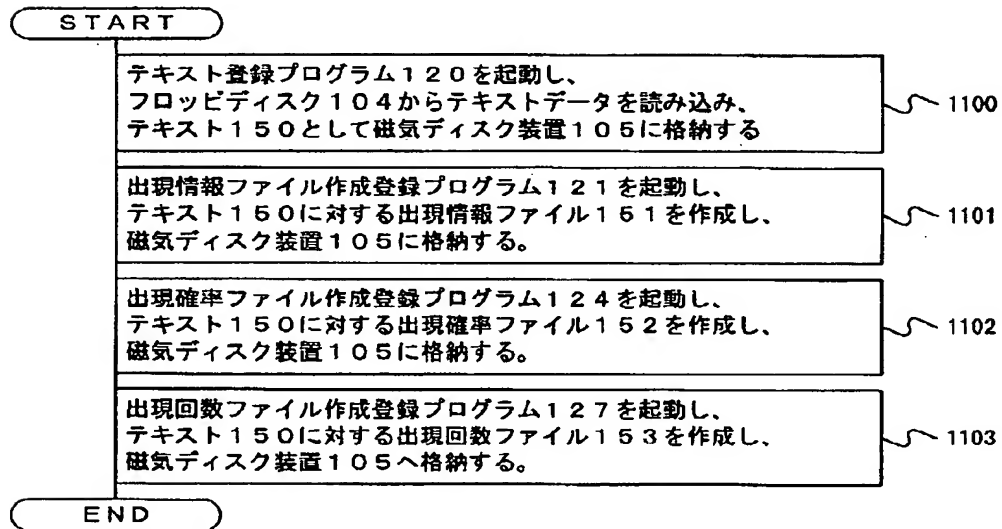 START
テキスト登録プログラム120を起動し、
フロッピディスク104からテキストデータを読み込み、
テキスト150として磁気ディスク装置105に格納する
1100
出現情報ファイル作成登録プログラム121を起動し、
テキスト150に対する出現情報ファイル151を作成し、
磁気ディスク装置105に格納する。
1101
出現確率ファイル作成登録プログラム124を起動し、
テキスト150に対する出現確率ファイル152を作成し、
磁気ディスク装置105に格納する。
1102
出現回数ファイル作成登録プログラム127を起動し、
テキスト150に対する出現回数ファイル153を作成し、
磁気ディスク装置105へ格納する。
1103
END